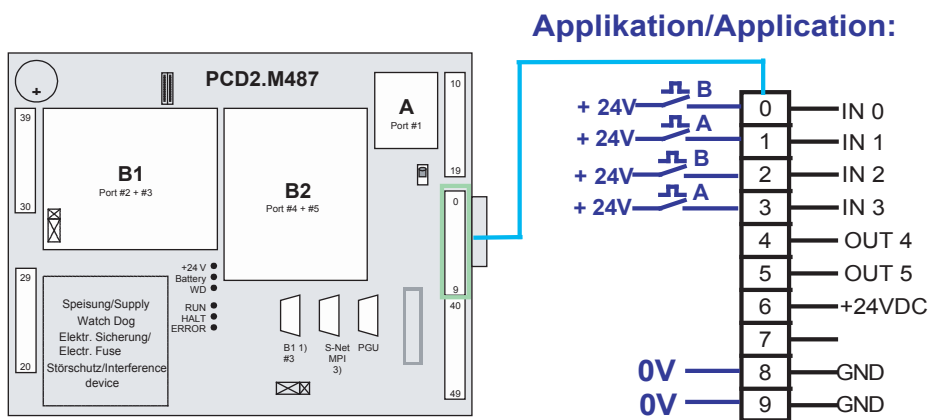 Applikation/Application:
PCD2.M487
+
A
Port #1
10
19
39
30
B1
Port #2 + #3
B2
Port #4 + #5
0
9
+24 V
Battery
WD
RUN
HALT
ERROR
29
20
Speisung/Supply
Watch Dog
Elektr. Sicherung/
Electr. Fuse
Störschutz/Interference
device
B1 1)
#3
S-Net
MPI
3)
PGU
40
49
+ 24V B 0 IN 0
+ 24V A 1 IN 1
+ 24V B 2 IN 2
+ 24V A 3 IN 3
4 OUT 4
5 OUT 5
6 +24VDC
7
0V 8 GND
0V 9 GND